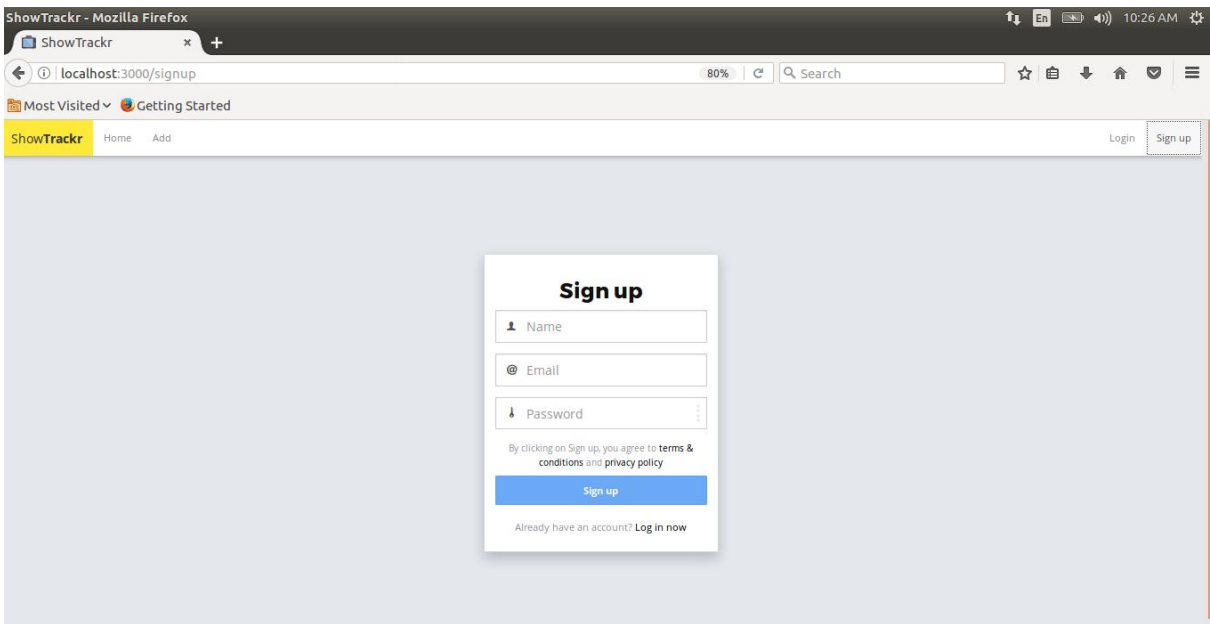 ShowTrackr - Mozilla Firefox En 10:26 AM
ShowTrackr × +
localhost:3000/signup 80% Search
Most Visited Getting Started
ShowTrackr Home Add Login Sign up
Sign up
Name
@ Email
Password
By clicking on Sign up, you agree to terms &
conditions and privacy policy
Sign up
Already have an account? Log in now